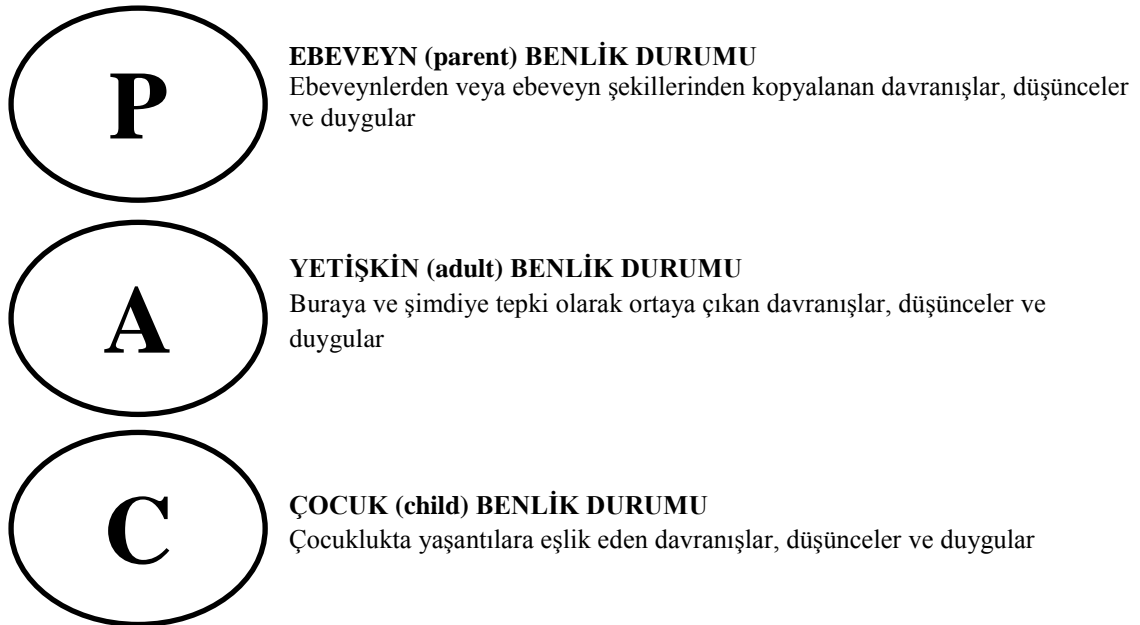 P
EBEVEYN (parent) BENLİK DURUMU
Ebeveynlerden veya ebeveyn şekillerinden kopyalanan davranışlar, düşünceler
ve duygular
A
YETİŞKİN (adult) BENLİK DURUMU
Buraya ve şimdiye tepki olarak ortaya çıkan davranışlar, düşünceler ve
duygular
C
ÇOCUK (child) BENLİK DURUMU
Çocuklukta yaşantılara eşlik eden davranışlar, düşünceler ve duygular